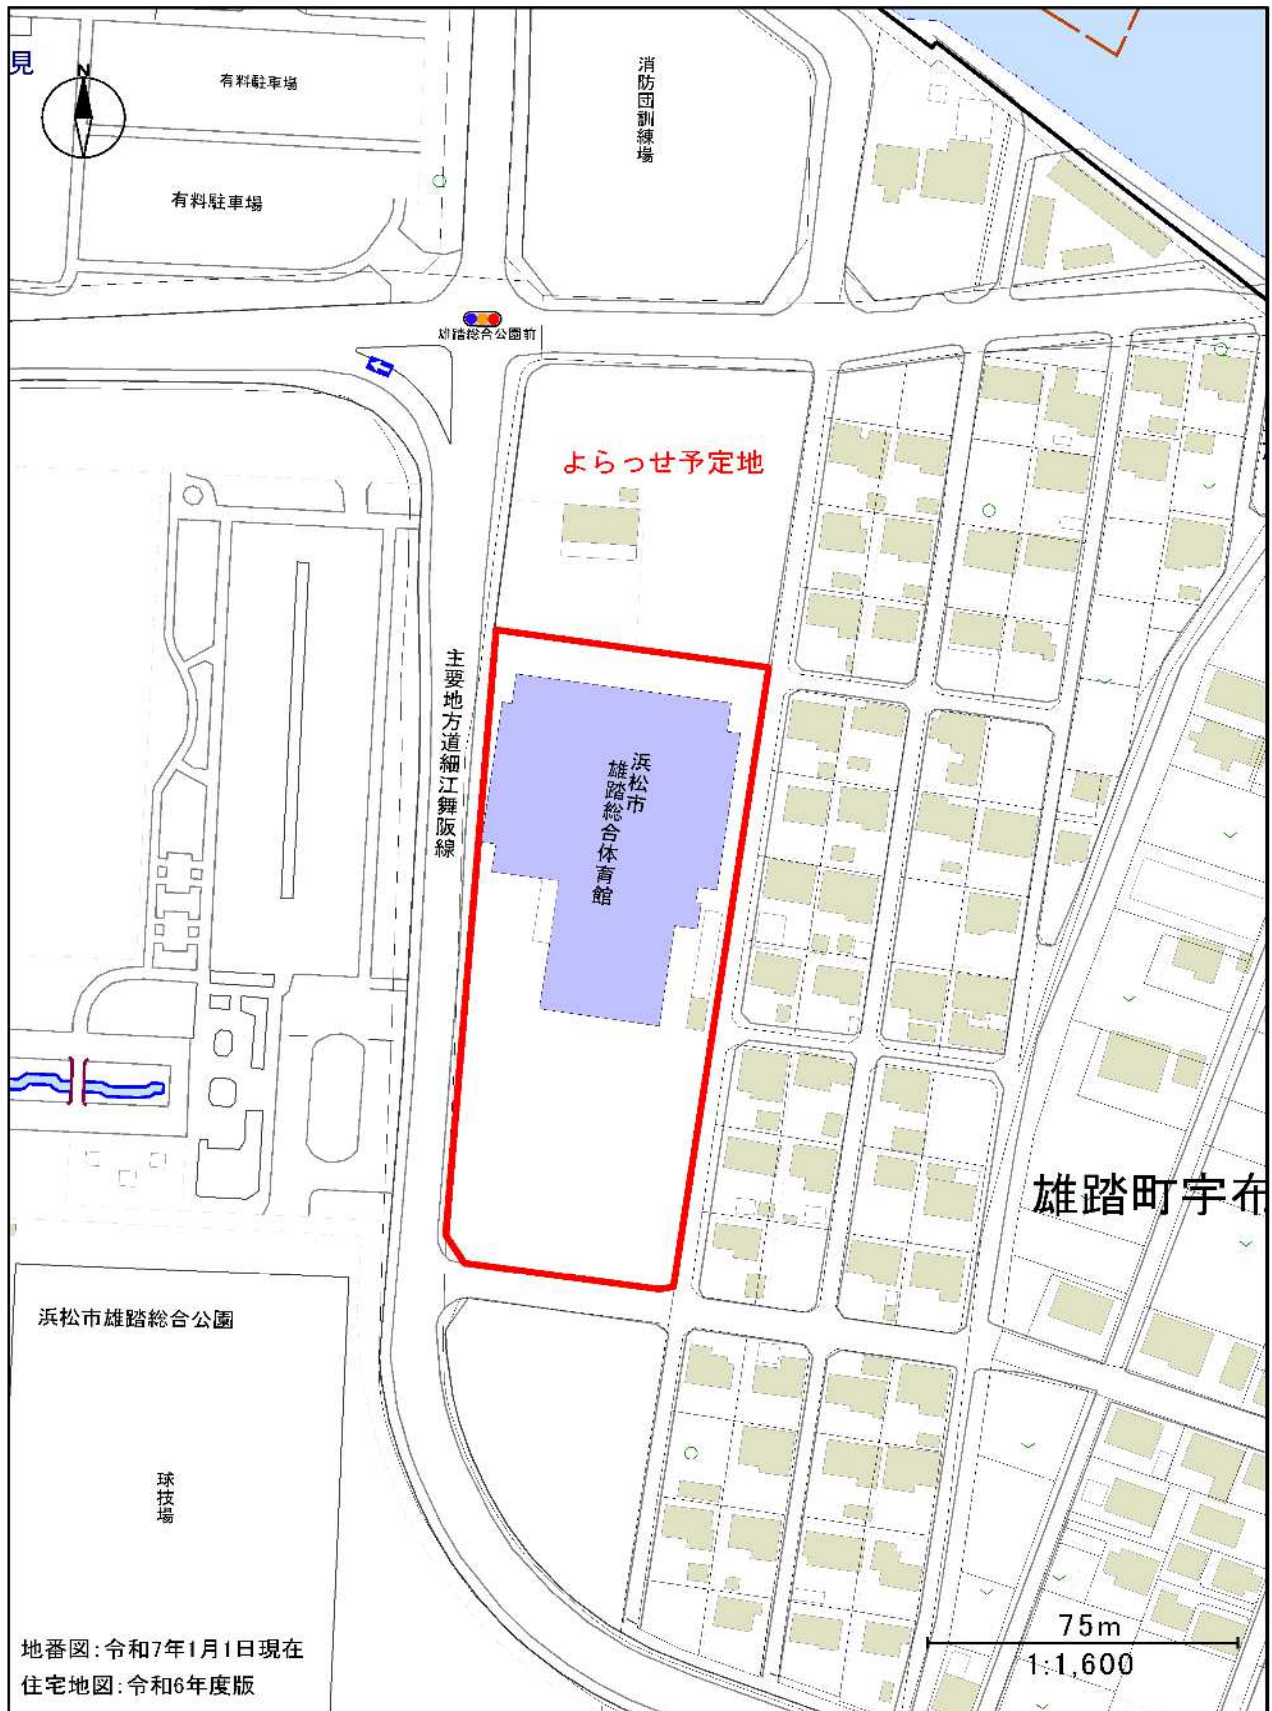 見
N
有料駐車場
消防団訓練場
有料駐車場
雄踏総合公園前
よらっせ予定地
主要地方道細江舞阪線
浜松市
雄踏総合体育館
雄踏町宇布
浜松市雄踏総合公園
球技場
地番図:令和7年1月1日現在
住宅地図:令和6年度版
75m
1:1,600